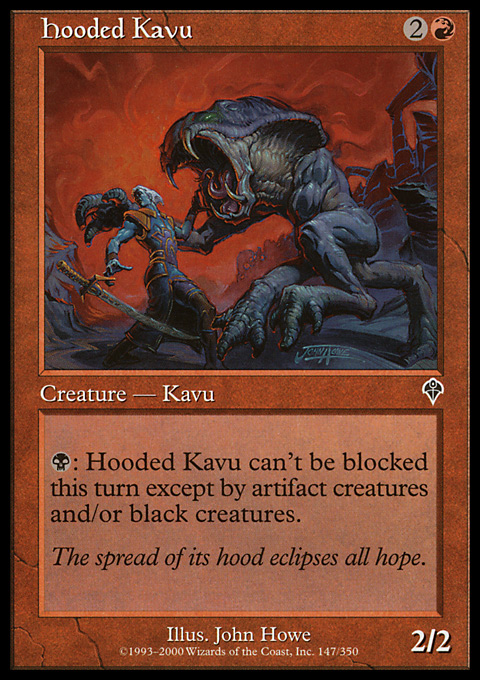 Hooded Kavu 2
Creature — Kavu
: Hooded Kavu can't be blocked
this turn except by artifact creatures
and/or black creatures.
The spread of its hood eclipses all hope.
Illus. John Howe
©1993–2000 Wizards of the Coast, Inc. 147/350
2/2